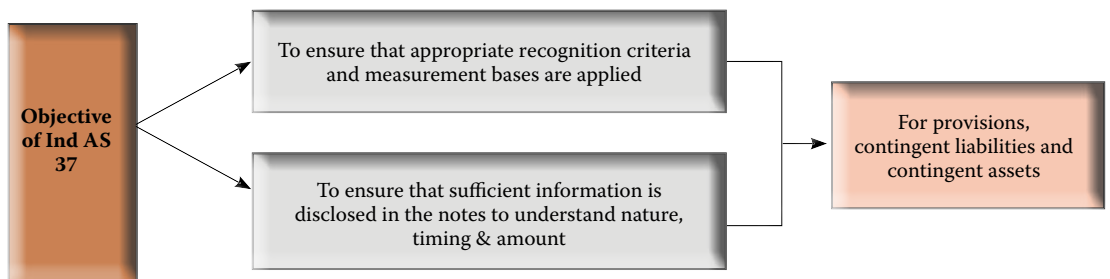 Objective
of Ind AS
37
To ensure that appropriate recognition criteria
and measurement bases are applied
To ensure that sufficient information is
disclosed in the notes to understand nature,
timing & amount
For provisions,
contingent liabilities and
contingent assets